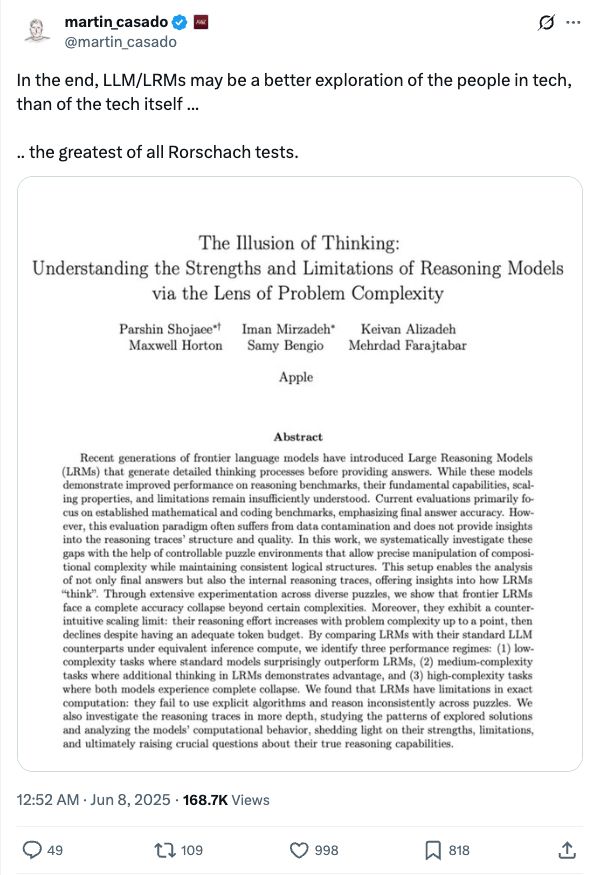 martin_casado
@martin_casado
In the end, LLM/LRMs may be a better exploration of the people in tech,
than of the tech itself ...
.. the greatest of all Rorschach tests.
The Illusion of Thinking:
Understanding the Strengths and Limitations of Reasoning Models
via the Lens of Problem Complexity
Parshin Shojaee*† Iman Mirzadeh* Keivan Alizadeh
Maxwell Horton Samy Bengio Mehrdad Farajtabar
Apple
Abstract
Recent generations of frontier language models have introduced Large Reasoning Models
(LRMs) that generate detailed thinking processes before providing answers. While these models
demonstrate improved performance on reasoning benchmarks, their fundamental capabilities, scal-
ing properties, and limitations remain insufficiently understood. Current evaluations primarily fo-
cus on established mathematical and coding benchmarks, emphasizing final answer accuracy. How-
ever, this evaluation paradigm often suffers from data contamination and does not provide insights
into the reasoning traces' structure and quality. In this work, we systematically investigate these
gaps with the help of controllable puzzle environments that allow precise manipulation of composi-
tional complexity while maintaining consistent logical structures. This setup enables the analysis
of not only final answers but also the internal reasoning traces, offering insights into how LRMs
“think”. Through extensive experimentation across diverse puzzles, we show that frontier LRMs
face a complete accuracy collapse beyond certain complexities. Moreover, they exhibit a counter-
intuitive scaling limit: their reasoning effort increases with problem complexity up to a point, then
declines despite having an adequate token budget. By comparing LRMs with their standard LLM
counterparts under equivalent inference compute, we identify three performance regimes: (1) low-
complexity tasks where standard models surprisingly outperform LRMs, (2) medium-complexity
tasks where additional thinking in LRMs demonstrates advantage, and (3) high-complexity tasks
where both models experience complete collapse. We found that LRMs have limitations in exact
computation: they fail to use explicit algorithms and reason inconsistently across puzzles. We
also investigate the reasoning traces in more depth, studying the patterns of explored solutions
and analyzing the models' computational behavior, shedding light on their strengths, limitations,
and ultimately raising crucial questions about their true reasoning capabilities.
12:52 AM · Jun 8, 2025 · 168.7K Views
49 109 998 818